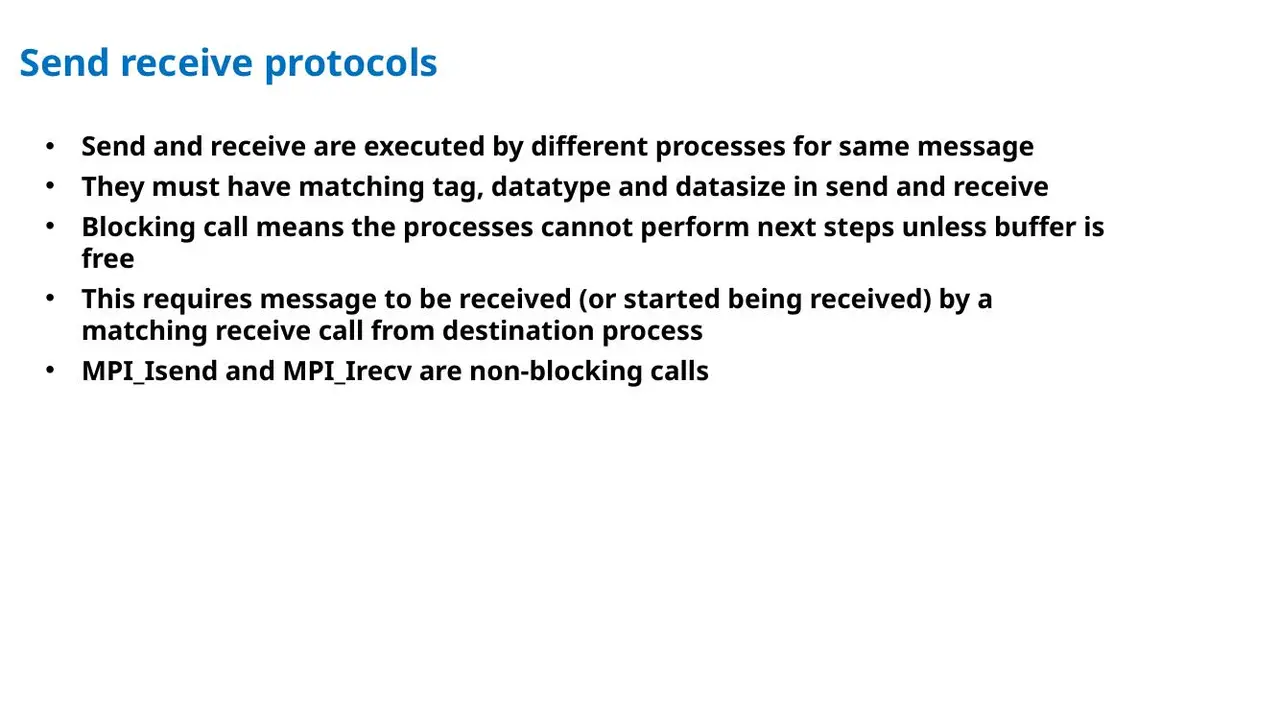 Send receive protocols
• Send and receive are executed by different processes for same message
• They must have matching tag, datatype and datasize in send and receive
• Blocking call means the processes cannot perform next steps unless buffer is
free
• This requires message to be received (or started being received) by a
matching receive call from destination process
• MPI_Isend and MPI_Irecv are non-blocking calls